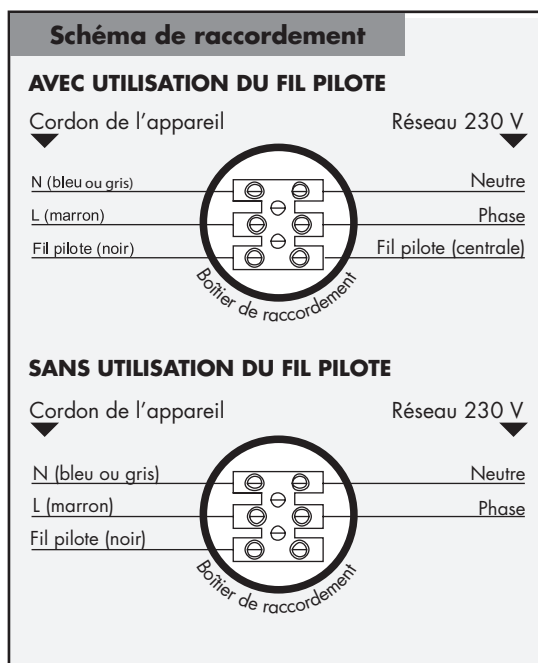 Schéma de raccordement
AVEC UTILISATION DU FIL PILOTE
Cordon de l'appareil
Réseau 230 V
N (bleu ou gris)
Neutre
L (marron)
Phase
Fil pilote (noir)
Fil pilote (centrale)
Boîtier de raccordement
SANS UTILISATION DU FIL PILOTE
Cordon de l'appareil
Réseau 230 V
N (bleu ou gris)
Neutre
L (marron)
Phase
Fil pilote (noir)
Boîtier de raccordement